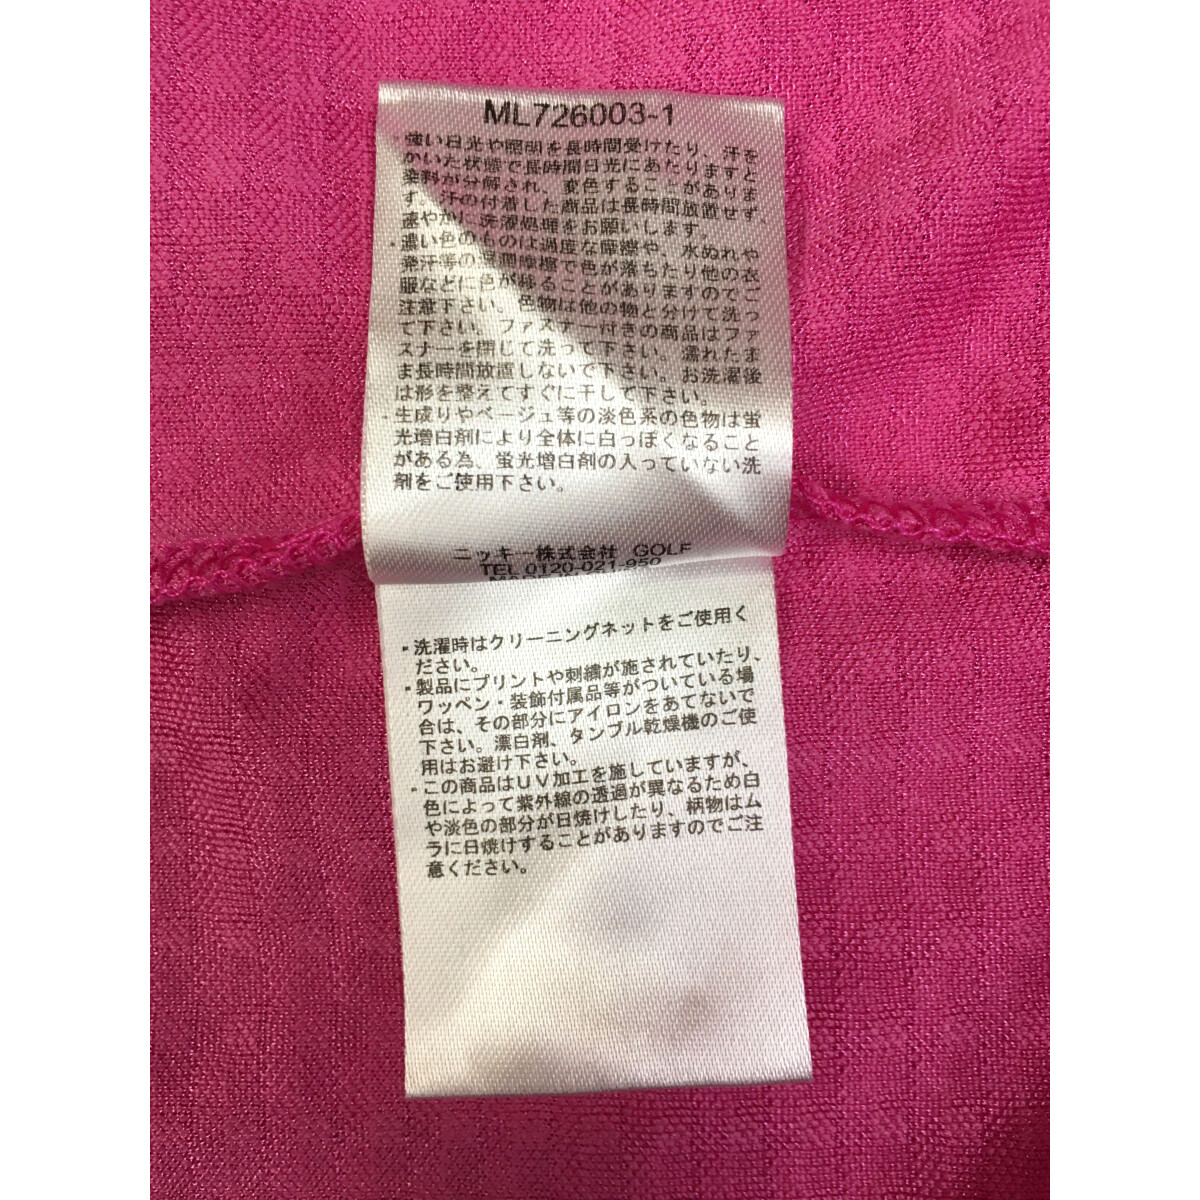 ML726003-1
・強い日光や照明を長時間受けたり、汗を
かいた状態で長時間日光にあたりますと
染料が分解され、変色することがありま
す。汗の付着した商品は長時間放置せず、
速やかに洗濯処理をお願いします。
・濃い色のものは過度な摩擦や、水ぬれや
発汗等の湿潤摩擦で色が落ちたり他の衣
服などに色が移ることがありますのでご
注意下さい。色物は他の物と分けて洗っ
て下さい。ファスナー付きの商品はファ
スナーを閉じて洗って下さい。濡れたま
ま長時間放置しないで下さい。お洗濯後
は形を整えてすぐに干して下さい。
・生成りやベージュ等の淡色系の色物は蛍
光増白剤により全体に白っぽくなること
がある為、蛍光増白剤の入っていない洗
剤をご使用下さい。
ニッキー株式会社 GOLF
TEL 0120-021-950
・洗濯時はクリーニングネットをご使用く
ださい。
・製品にプリントや刺繍が施されていたり、
ワッペン・装飾付属品等がついている場
合は、その部分にアイロンをあてないで
下さい。漂白剤、タンブル乾燥機のご使
用はお避け下さい。
・この商品はUV加工を施していますが、
色によって紫外線の透過が異なるため白
や淡色の部分が日焼けしたり、柄物はム
ラに日焼けすることがありますのでご注
意ください。